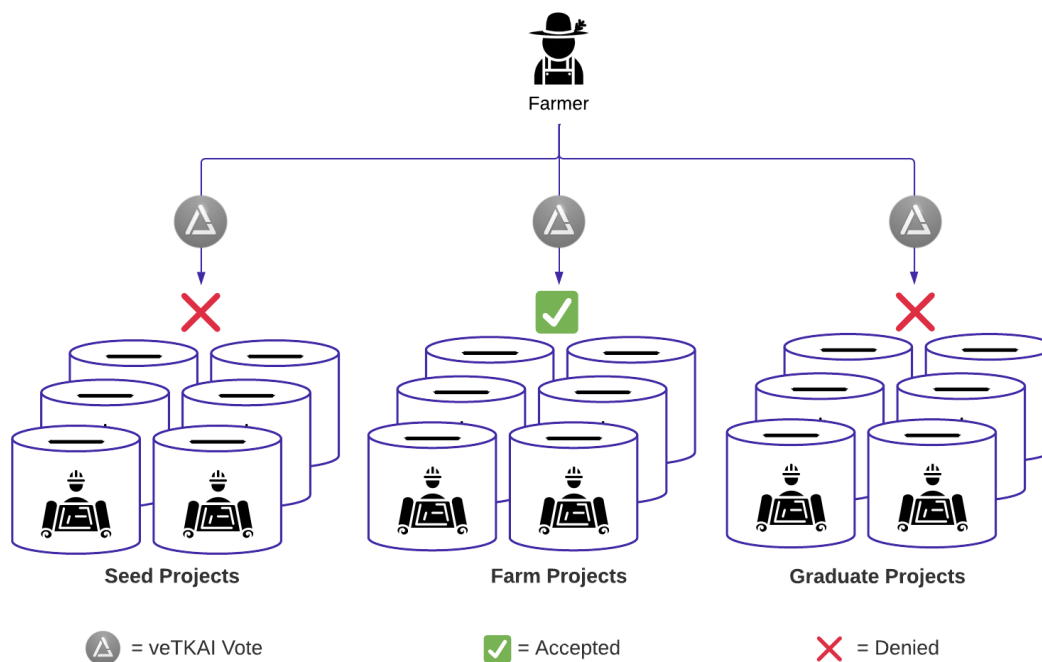 Farmer
Seed Projects
Farm Projects
Graduate Projects
= veTKAI Vote
= Accepted
= Denied